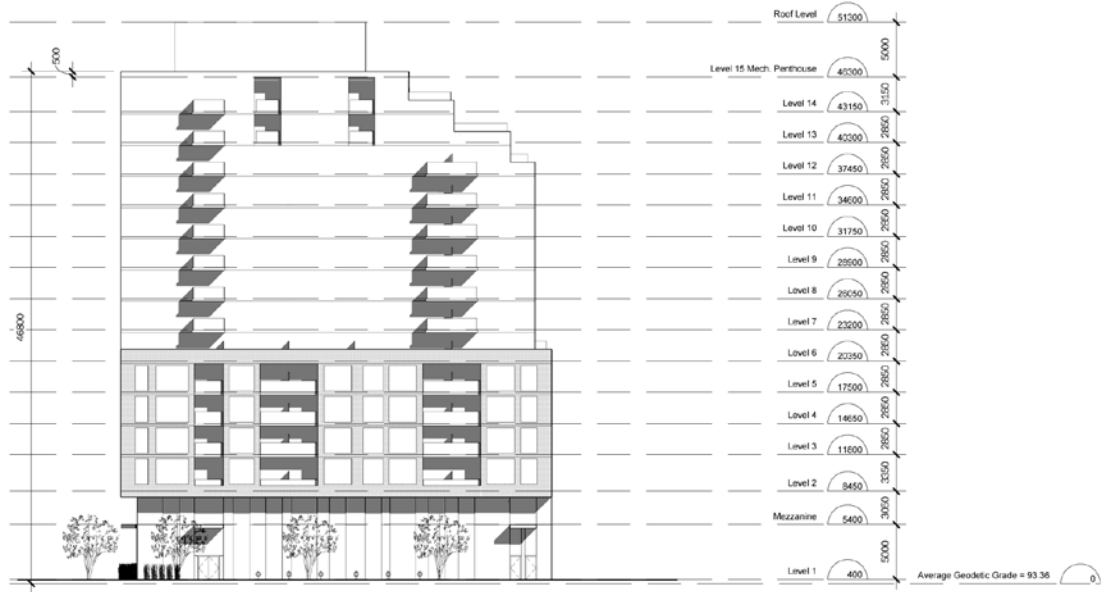 Roof Level 51300
5000
500
Level 15 Mech. Penthouse 46300
3150
Level 14 43150
2850
Level 13 40300
2850
Level 12 37450
2850
Level 11 34600
2850
Level 10 31750
2850
Level 9 28900
2850
Level 8 26050
2850
Level 7 23200
46800
2850
Level 6 20350
2850
Level 5 17500
2850
Level 4 14650
2850
Level 3 11800
3350
Level 2 8450
3050
Mezzanine 5400
5000
Level 1 400
Average Geodetic Grade = 93.36 0